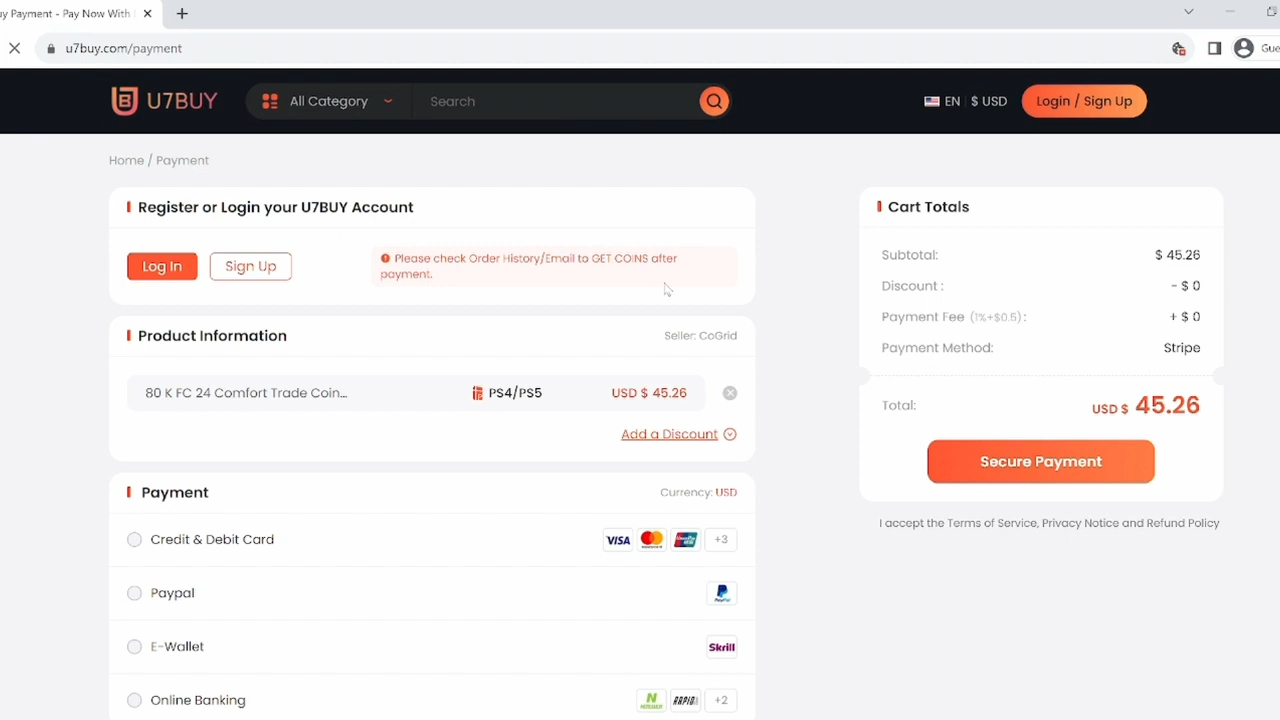 uy Payment - Pay Now With
u7buy.com/payment
Gue
U7BUY
All Category
Search
EN
$ USD
Login / Sign Up
Home / Payment
Register or Login your U7BUY Account
Log In
Sign Up
Please check Order History/Email to GET COINS after
payment.
Product Information
Seller: CoGrid
80 K FC 24 Comfort Trade Coin...
PS4/PS5
USD $ 45.26
Add a Discount
Payment
Currency: USD
Credit & Debit Card
VISA
+3
Paypal
PayPal
E-Wallet
Skrill
Online Banking
N
RAPID
+2
Cart Totals
Subtotal:
$ 45.26
Discount :
- $ 0
Payment Fee (1%+$0.5) :
+ $ 0
Payment Method:
Stripe
Total:
USD $ 45.26
Secure Payment
I accept the Terms of Service, Privacy Notice and Refund Policy